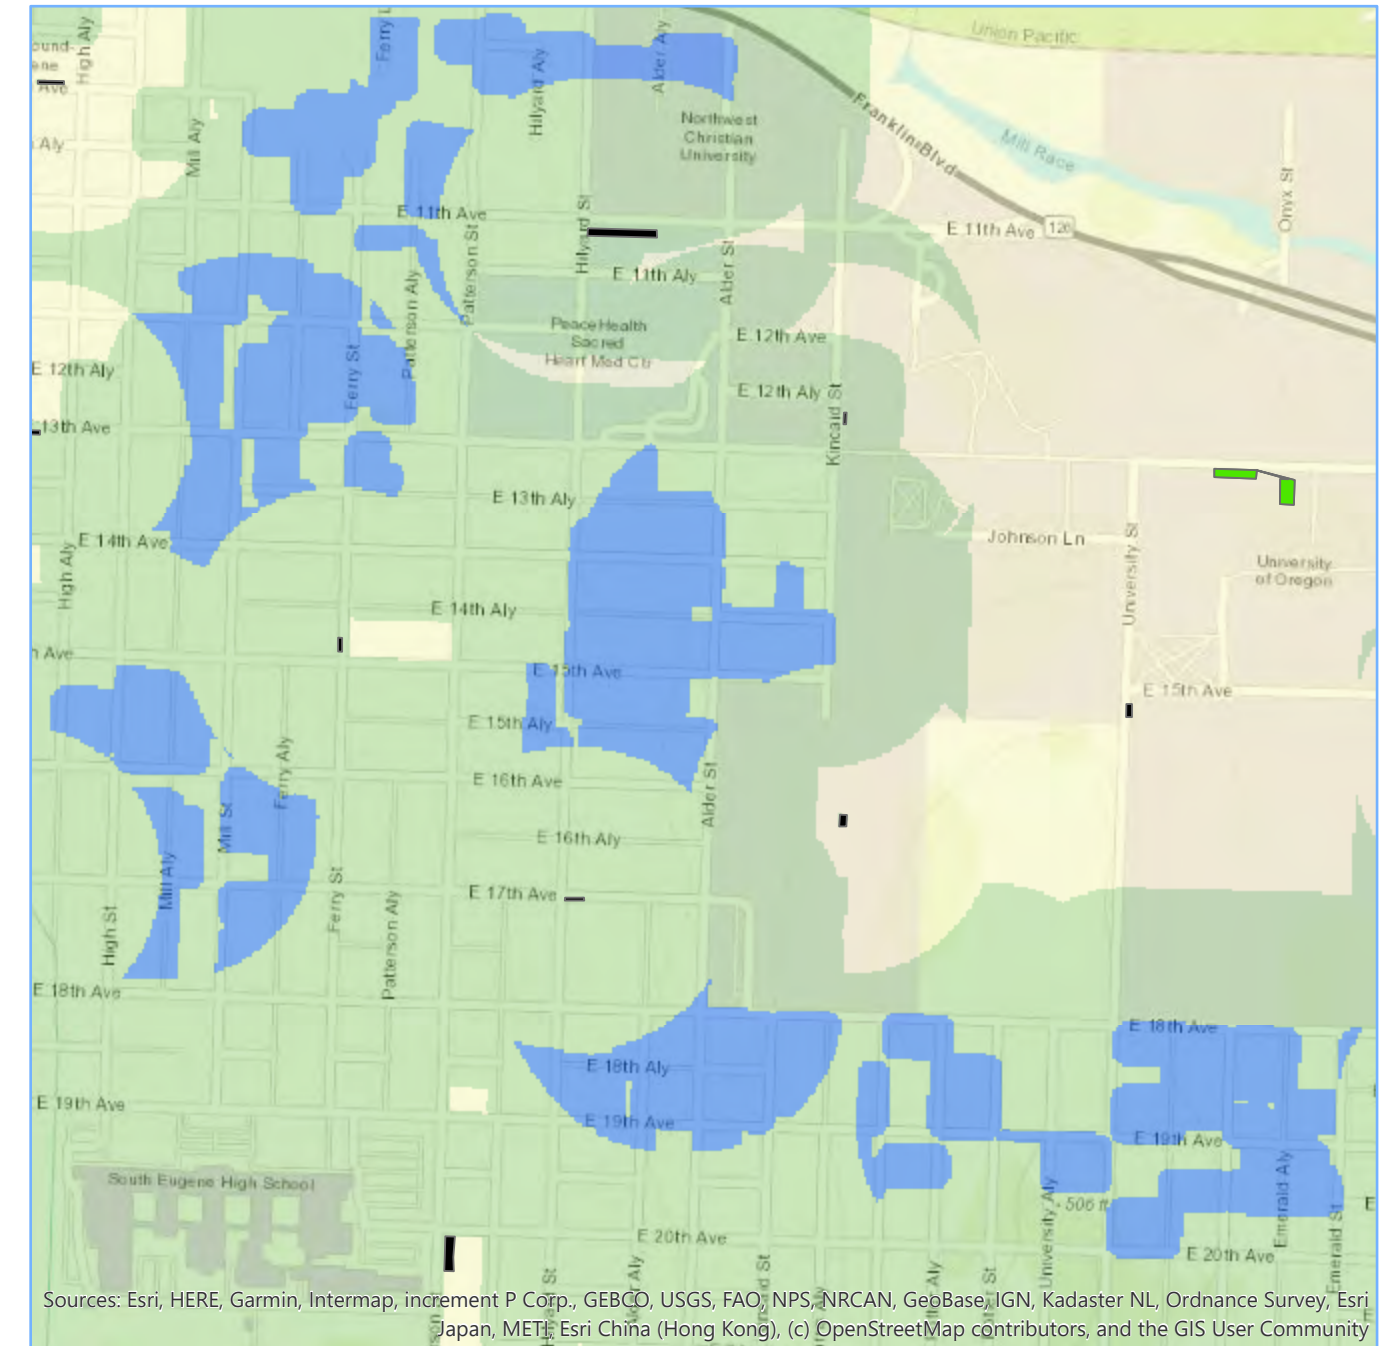 Union Pacific
High Aly
Ferry
Hilyard Aly
Alder Aly
Ave
Aly
Mill Aly
Northwest
Christian
University
Franklin Blvd
Mill Race
Onyx St
E 11th Ave
Hilyard St
E 11th Ave
126
Patterson St
E 11th Aly
Alder St
Patterson Aly
PeaceHealth
Sacred
Heart Med Ctr
E 12th Ave
E 12th Aly
Ferry St
E 12th Aly
Kincaid St
13th Ave
E 13th Aly
E 14th Ave
Johnson Ln
High Aly
University St
University
of Oregon
E 14th Aly
Ave
E 15th Ave
E 15th Ave
E 15th Aly
Ferry Aly
E 16th Ave
Alder St
Mill St
E 16th Aly
Mill Aly
E 17th Ave
Ferry St
High St
Patterson Aly
E 18th Ave
E 18th Ave
E 18th Aly
E 19th Ave
E 19th Ave
E 19th Ave
South Eugene High School
Emerald Aly
506 ft
University Aly
E
E 20th Ave
Emerald St
E 20th Ave
Sources: Esri, HERE, Garmin, Intermap, increment P Corp., GEBCO, USGS, FAO, NPS, NRCAN, GeoBase, IGN, Kadaster NL, Ordnance Survey, Esri
Japan, METI, Esri China (Hong Kong), (c) OpenStreetMap contributors, and the GIS User Community